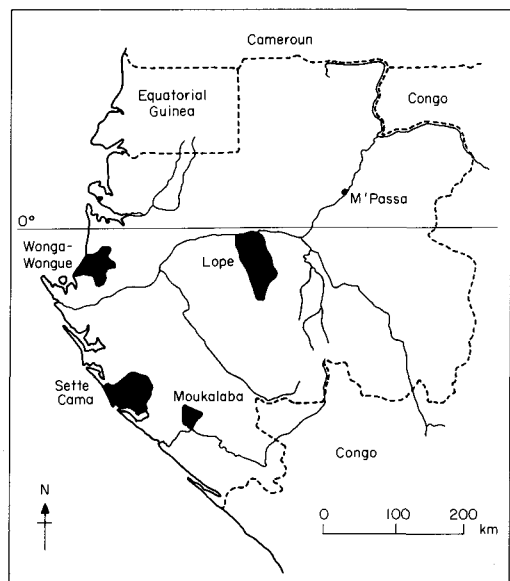 Cameroun
Equatorial
Guinea
Congo
M'Passa
0°
Wonga-
Wongue
Lope
Sette
Cama
Moukalaba
Congo
N
0 100 200
km